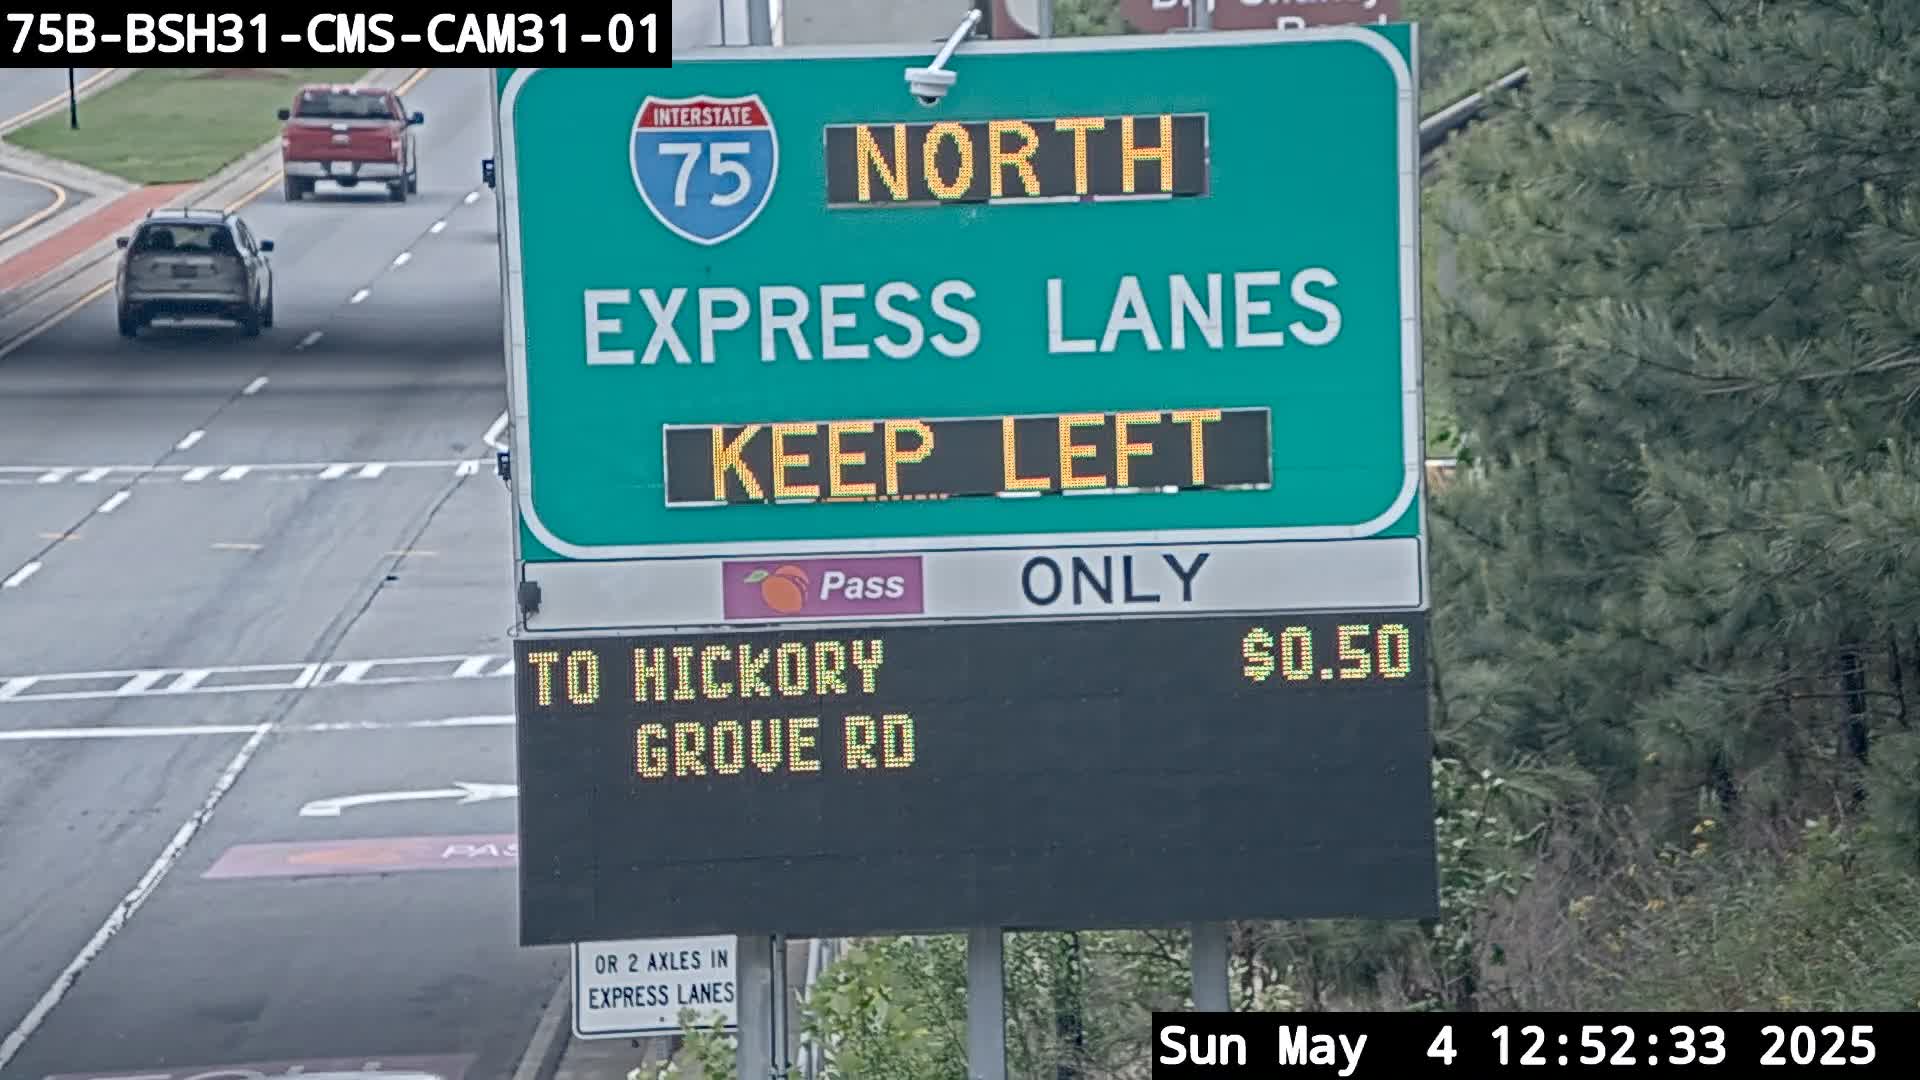 75B-BSH31-CMS-CAM31-01
INTERSTATE
75
NORTH
EXPRESS LANES
KEEP LEFT
Pass ONLY
TO HICKORY $0.50
GROVE RD
OR 2 AXLES IN
EXPRESS LANES
Sun May 4 12:52:33 2025